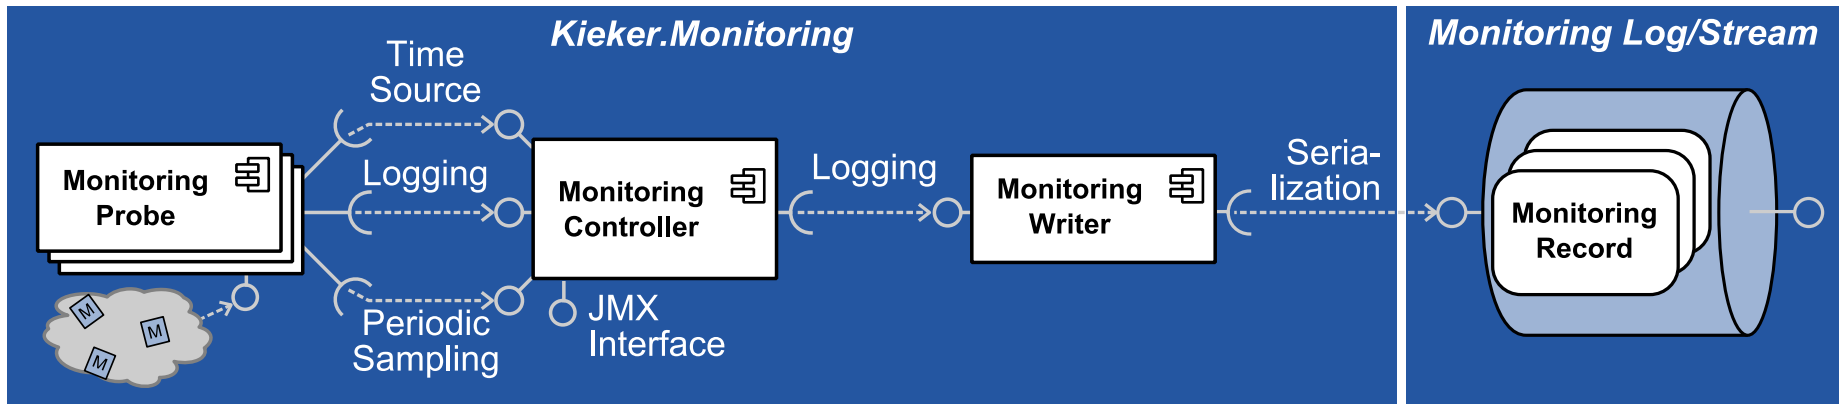 Kieker.Monitoring
Monitoring Log/Stream
Time
Source
Logging
Periodic
Sampling
Monitoring
Probe
M
M
M
Monitoring
Controller
JMX
Interface
Logging
Monitoring
Writer
Seria-
lization
Monitoring
Record